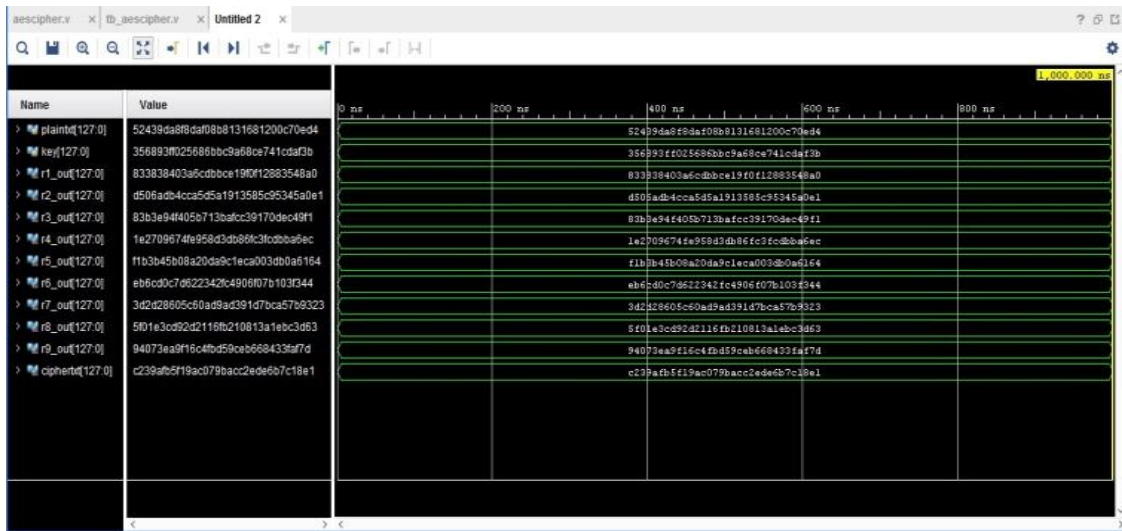 aescipher.v × tb_aescipher.v × Untitled 2 ×
1,000.000 ns
Name Value 0 ns 200 ns 400 ns 600 ns 800 ns
plaintxt[127:0] 52439da8f8daf08b8131681200c70ed4 52439da8f8daf08b8131681200c70ed4
key[127:0] 356893ff025686bbc9a68ce741cdaf3b 356893ff025686bbc9a68ce741cdaf3b
r1_out[127:0] 833838403a6cdbbce19f0f12883548a0 833838403a6cdbbce19f0f12883548a0
r2_out[127:0] d506adb4cca5d5a1913585c95345a0e1 d506adb4cca5d5a1913585c95345a0e1
r3_out[127:0] 83b3e94f405b713bafcc39170dec49f1 83b3e94f405b713bafcc39170dec49f1
r4_out[127:0] 1e2709674fe958d3db86fc3fcdbba6ec 1e2709674fe958d3db86fc3fcdbba6ec
r5_out[127:0] f1b3b45b08a20da9c1eca003db0a6164 f1b3b45b08a20da9c1eca003db0a6164
r6_out[127:0] eb6cd0c7d622342fc4906f07b103f344 eb6cd0c7d622342fc4906f07b103f344
r7_out[127:0] 3d2d28605c60ad9ad391d7bca57b9323 3d2d28605c60ad9ad391d7bca57b9323
r8_out[127:0] 5f01e3cd92d2116fb210813a1ebc3d63 5f01e3cd92d2116fb210813a1ebc3d63
r9_out[127:0] 94073ea9f16c4fbd59ceb668433faf7d 94073ea9f16c4fbd59ceb668433faf7d
ciphertxt[127:0] c239afb5f19ac079bacc2ede6b7c18e1 c239afb5f19ac079bacc2ede6b7c18e1